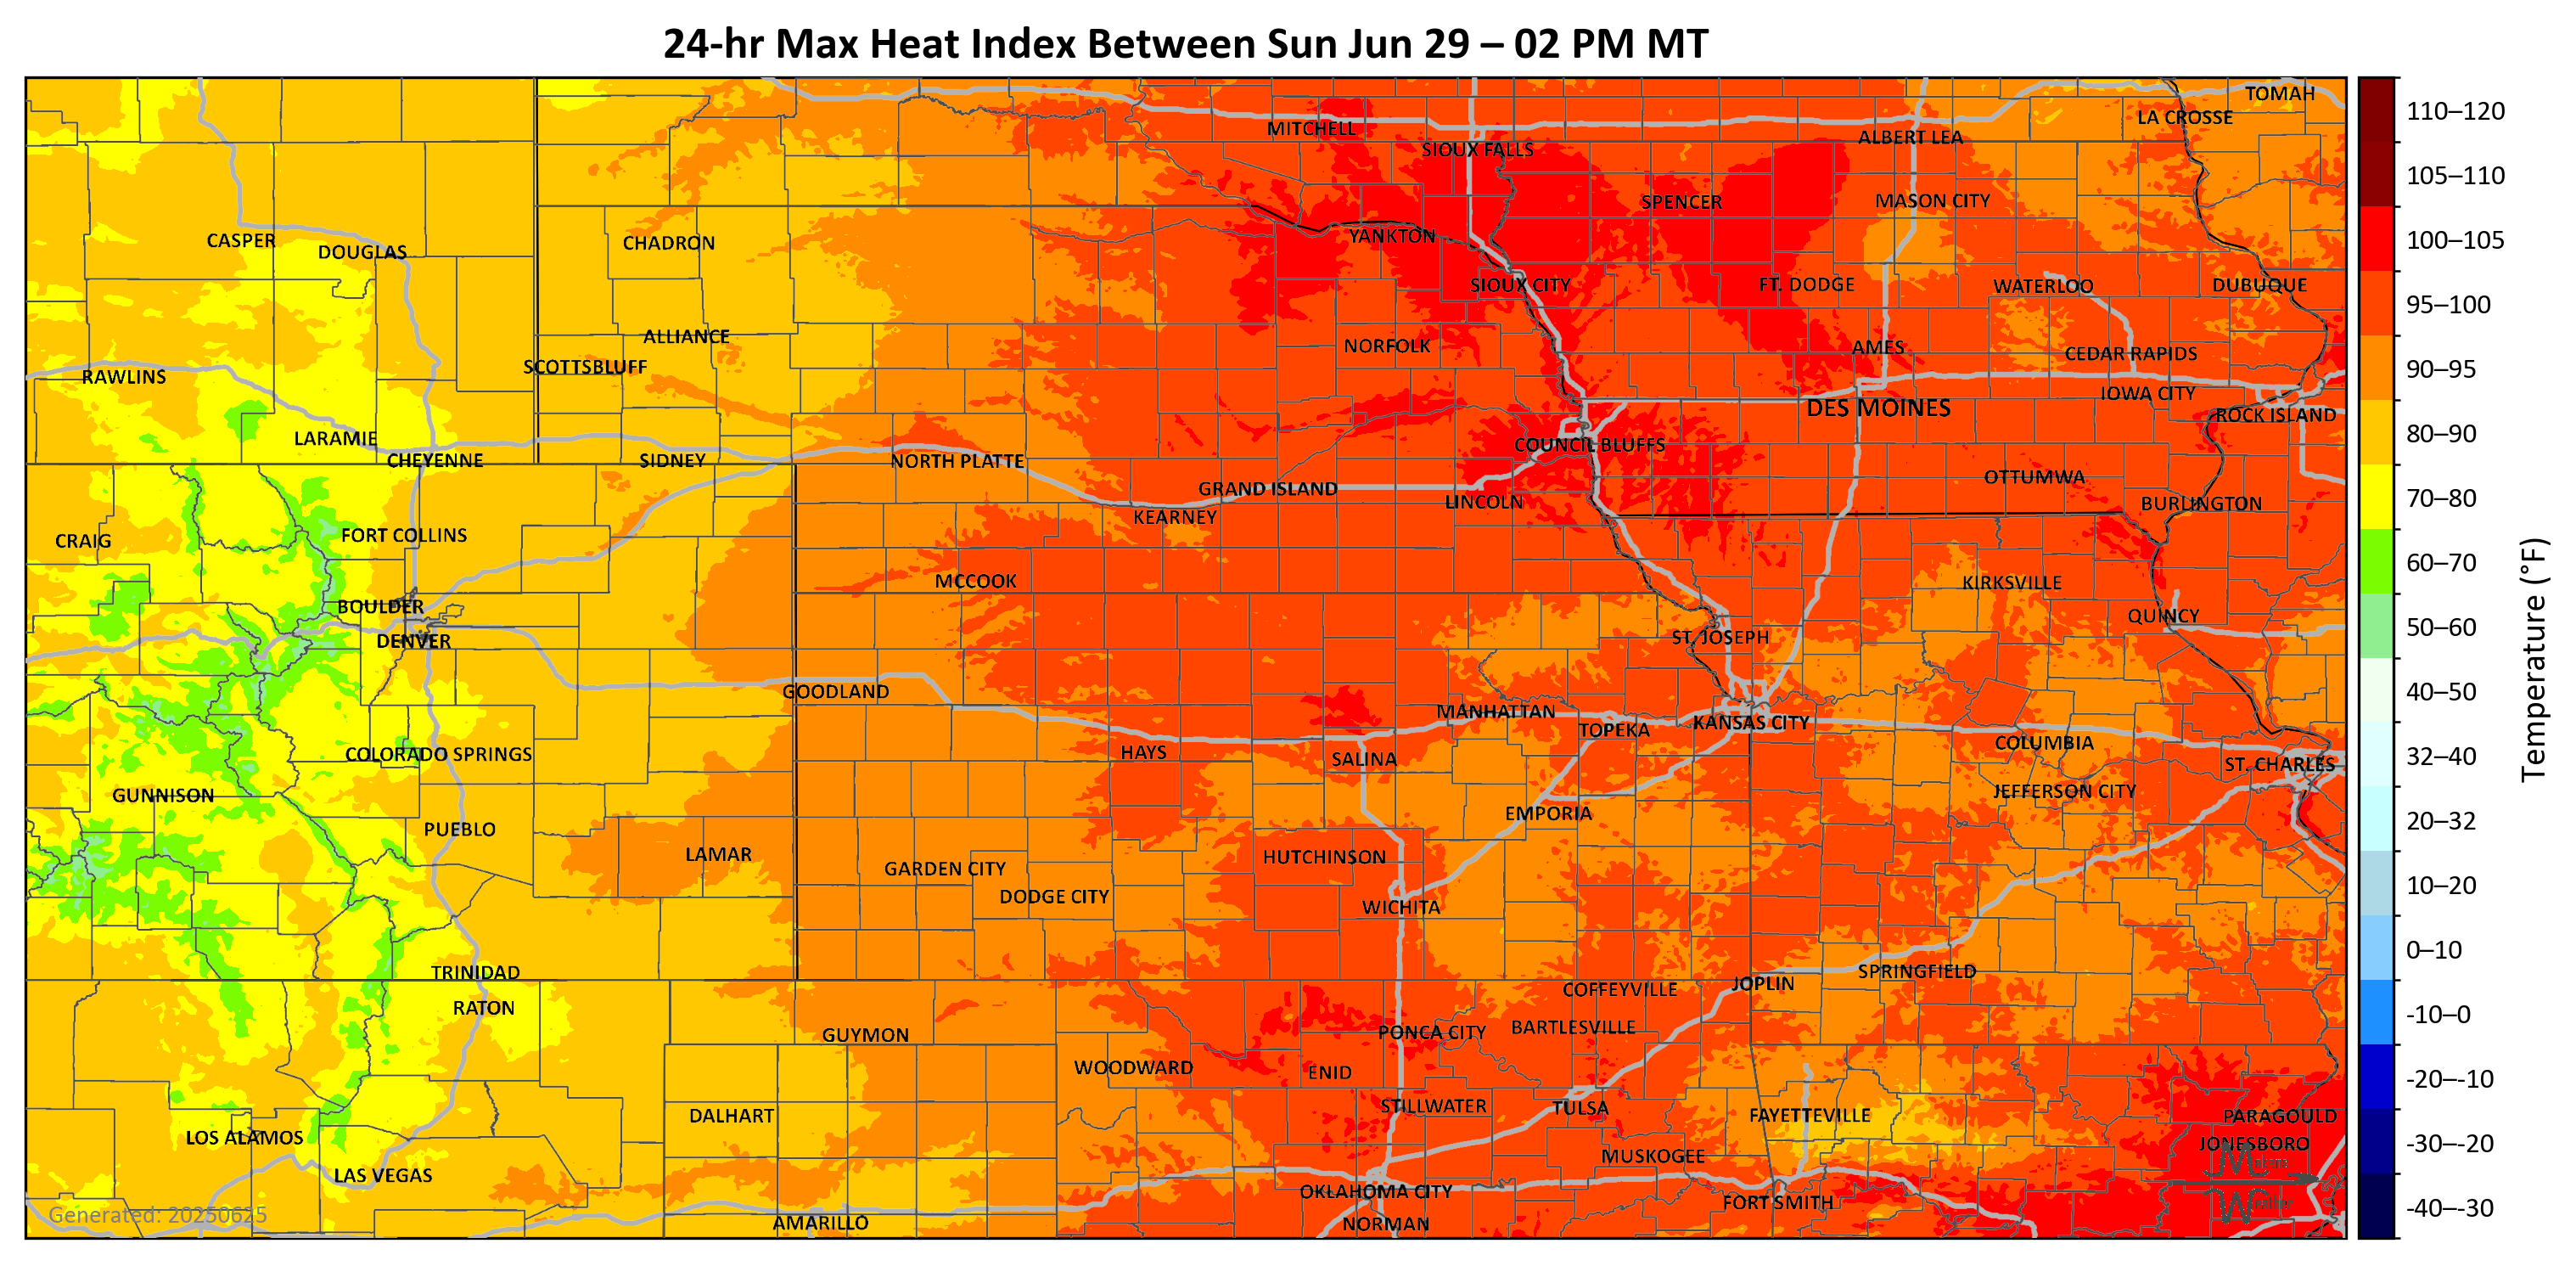 24-hr Max Heat Index Between Sun Jun 29 – 02 PM MT
TOMAH
LA CROSSE
MITCHELL
ALBERT LEA
SIOUX FALLS
SPENCER
MASON CITY
YANKTON
CASPER
CHADRON
DOUGLAS
SIOUX CITY
FT. DODGE
WATERLOO
DUBUQUE
ALLIANCE
NORFOLK
AMES
CEDAR RAPIDS
SCOTTSBLUFF
RAWLINS
IOWA CITY
DES MOINES
ROCK ISLAND
LARAMIE
COUNCIL BLUFFS
CHEYENNE
SIDNEY
NORTH PLATTE
OTTUMWA
GRAND ISLAND
LINCOLN
BURLINGTON
KEARNEY
CRAIG
FORT COLLINS
MCCOOK
KIRKSVILLE
BOULDER
QUINCY
DENVER
ST. JOSEPH
GOODLAND
MANHATTAN
TOPEKA
KANSAS CITY
COLUMBIA
COLORADO SPRINGS
HAYS
SALINA
ST. CHARLES
GUNNISON
JEFFERSON CITY
EMPORIA
PUEBLO
LAMAR
HUTCHINSON
GARDEN CITY
DODGE CITY
WICHITA
TRINIDAD
SPRINGFIELD
JOPLIN
COFFEYVILLE
RATON
BARTLESVILLE
PONCA CITY
GUYMON
WOODWARD
ENID
STILLWATER
TULSA
DALHART
FAYETTEVILLE
PARAGOULD
LOS ALAMOS
JONESBORO
MUSKOGEE
LAS VEGAS
OKLAHOMA CITY
FORT SMITH
AMARILLO
NORMAN
Generated: 20250625
110–120
105–110
100–105
95–100
90–95
80–90
70–80
60–70
50–60
40–50
32–40
20–32
10–20
0–10
-10–0
-20–-10
-30–-20
-40–-30
Temperature (°F)